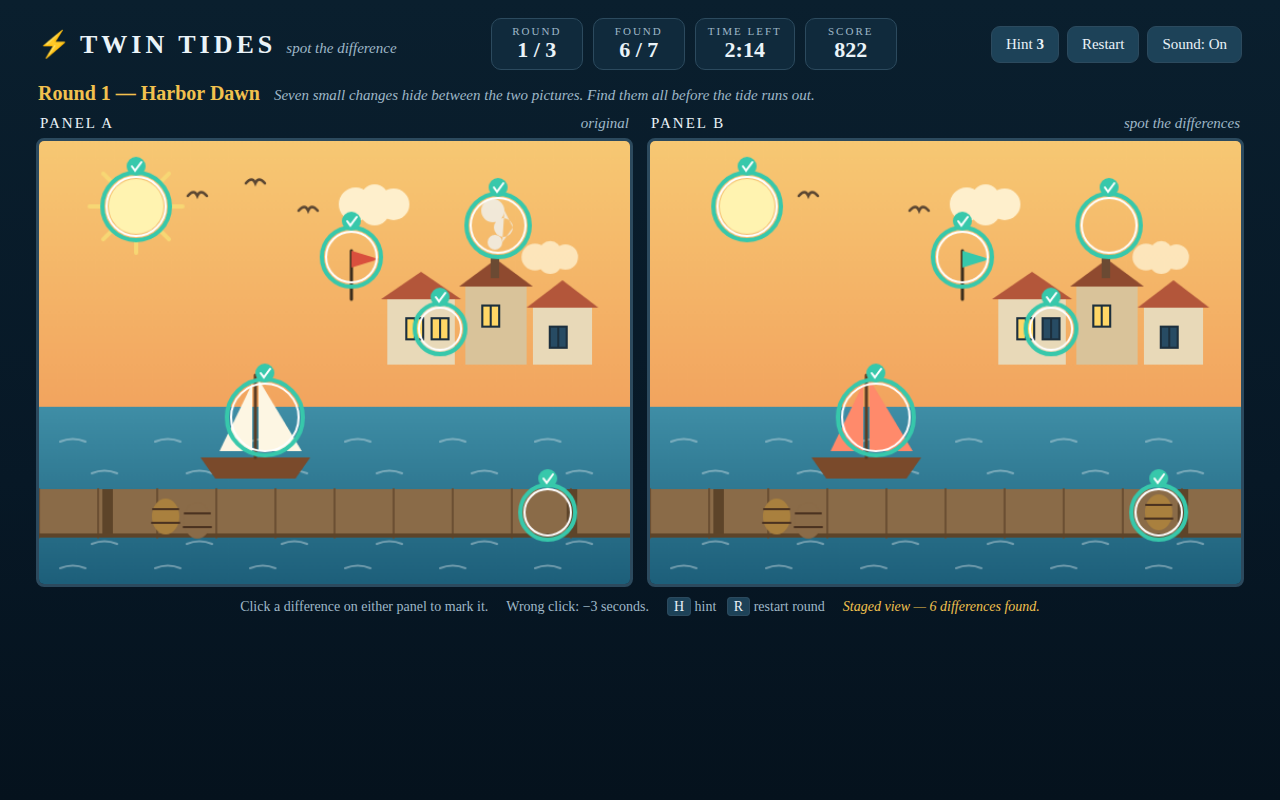 ⚡ TWIN TIDES spot the difference
ROUND
1 / 3
FOUND
6 / 7
TIME LEFT
2:14
SCORE
822
Hint 3
Restart
Sound: On
Round 1 — Harbor Dawn Seven small changes hide between the two pictures. Find them all before the tide runs out.
PANEL A original
PANEL B spot the differences
Click a difference on either panel to mark it. Wrong click: −3 seconds. H hint R restart round Staged view — 6 differences found.